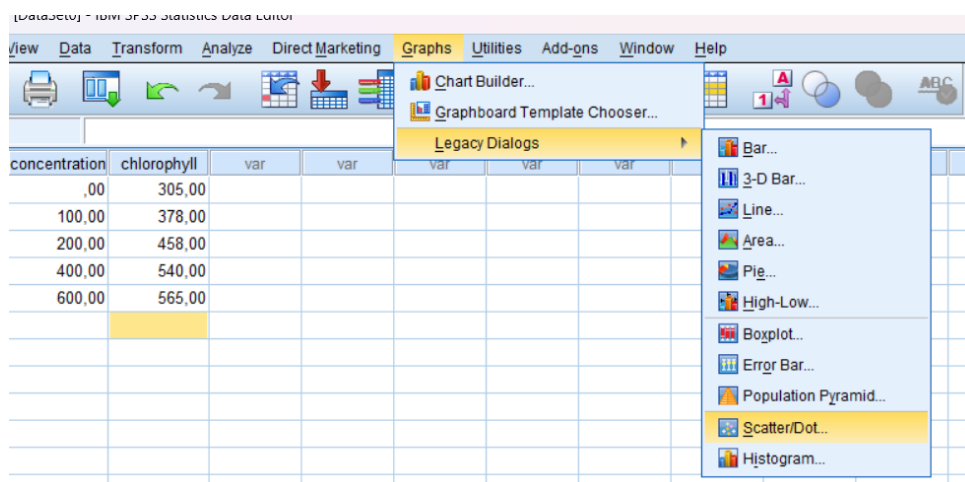 [DataSet0] - IBM SPSS Statistics Data Editor
View Data Transform Analyze Direct Marketing Graphs Utilities Add-ons Window Help
Chart Builder...
Graphboard Template Chooser...
Legacy Dialogs
A
1
ABC
concentration chlorophyll var var var var var
,00 305,00
100,00 378,00
200,00 458,00
400,00 540,00
600,00 565,00
Bar...
3-D Bar...
Line...
Area...
Pie...
High-Low...
Boxplot...
Error Bar...
Population Pyramid...
Scatter/Dot...
Histogram...